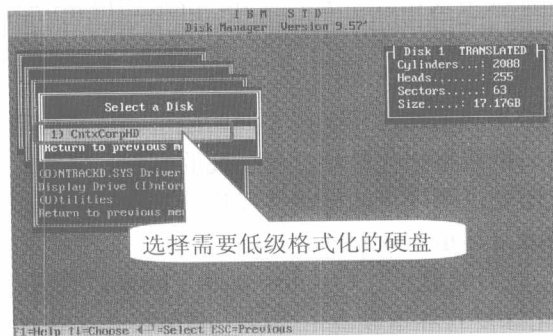 IBM STD
Disk Manager Version 9.57
Disk 1 TRANSLATED
Cylinders...: 2088
Heads.......: 255
Sectors.....: 63
Size.....: 17.17GB
Select a Disk
1) CntxCorpHD
Return to previous
(O)NTRACKD.SYS Driver
Display Drive
(U)tilities
Return to previous
选择需要低级格式化的硬盘
F1=Help ↑↓=Choose ◄┘=Select ESC=Previous